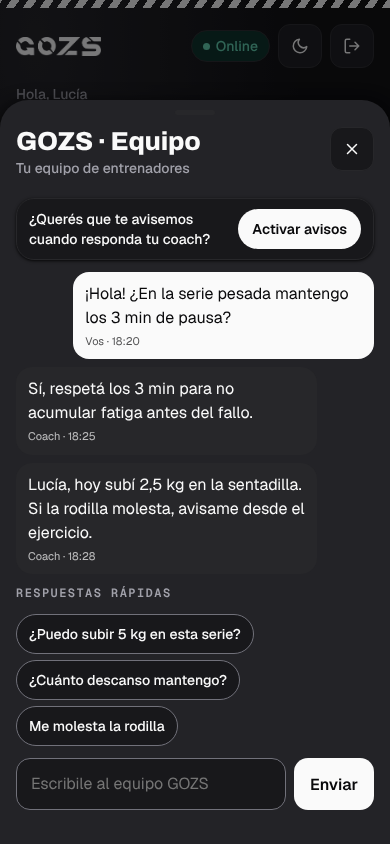 GOZS
Online
Hola, Lucía
GOZS · Equipo
Tu equipo de entrenadores
¿Querés que te avisemos
cuando responda tu coach?
Activar avisos
¡Hola! ¿En la serie pesada mantengo
los 3 min de pausa?
Vos · 18:20
Sí, respetá los 3 min para no
acumular fatiga antes del fallo.
Coach · 18:25
Lucía, hoy subí 2,5 kg en la sentadilla.
Si la rodilla molesta, avisame desde el
ejercicio.
Coach · 18:28
RESPUESTAS RÁPIDAS
¿Puedo subir 5 kg en esta serie?
¿Cuánto descanso mantengo?
Me molesta la rodilla
Escribile al equipo GOZS
Enviar